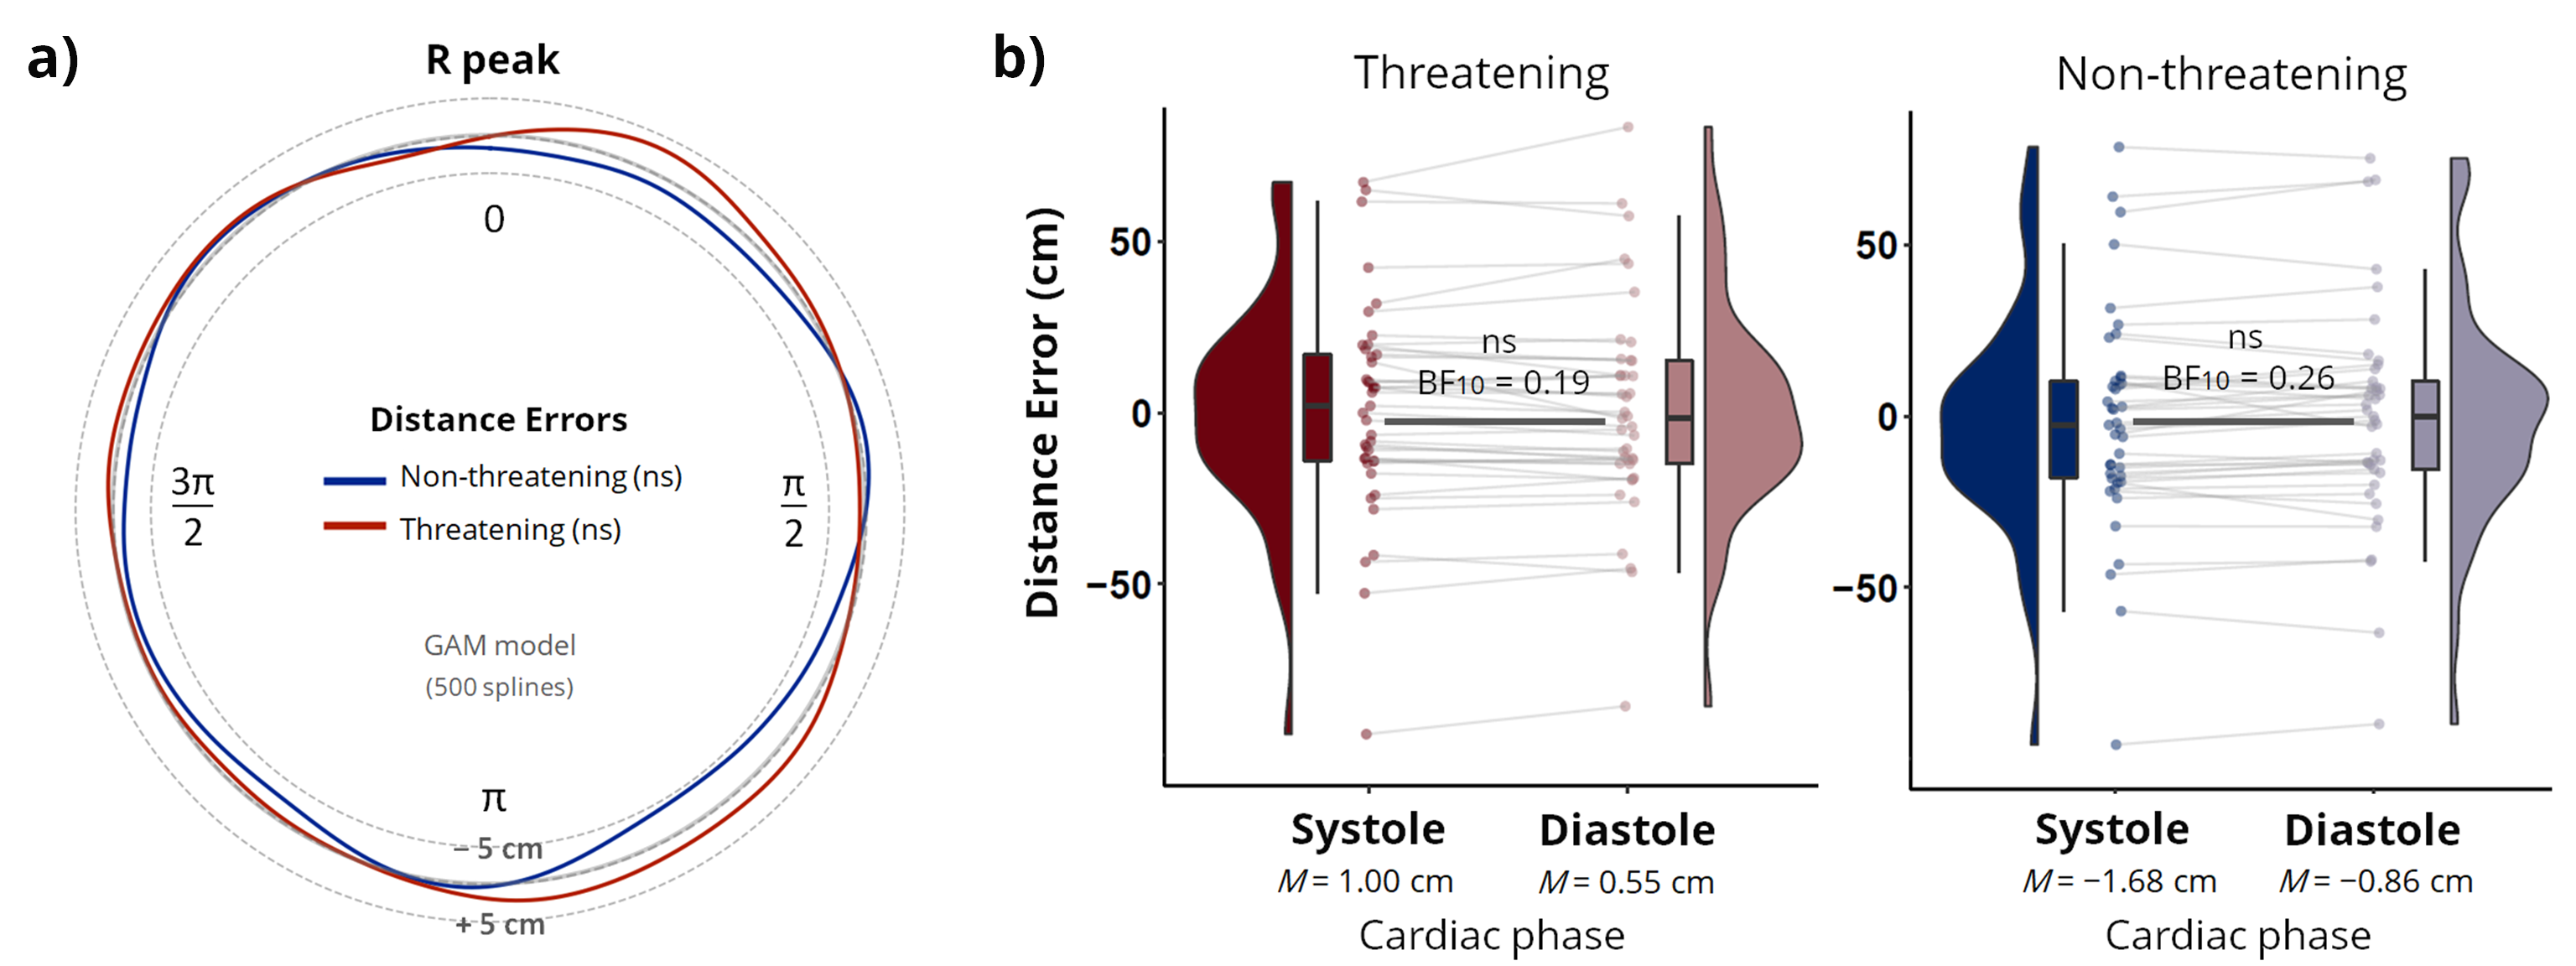 a)
R peak
0
π
2
π
3π
2
Distance Errors
Non-threatening (ns)
Threatening (ns)
GAM model
(500 splines)
− 5 cm
+ 5 cm
b)
Threatening
Distance Error (cm)
50
0
−50
ns
BF10 = 0.19
Systole
Diastole
M = 1.00 cm
M = 0.55 cm
Cardiac phase
Non-threatening
50
0
−50
ns
BF10 = 0.26
Systole
Diastole
M = −1.68 cm
M = −0.86 cm
Cardiac phase